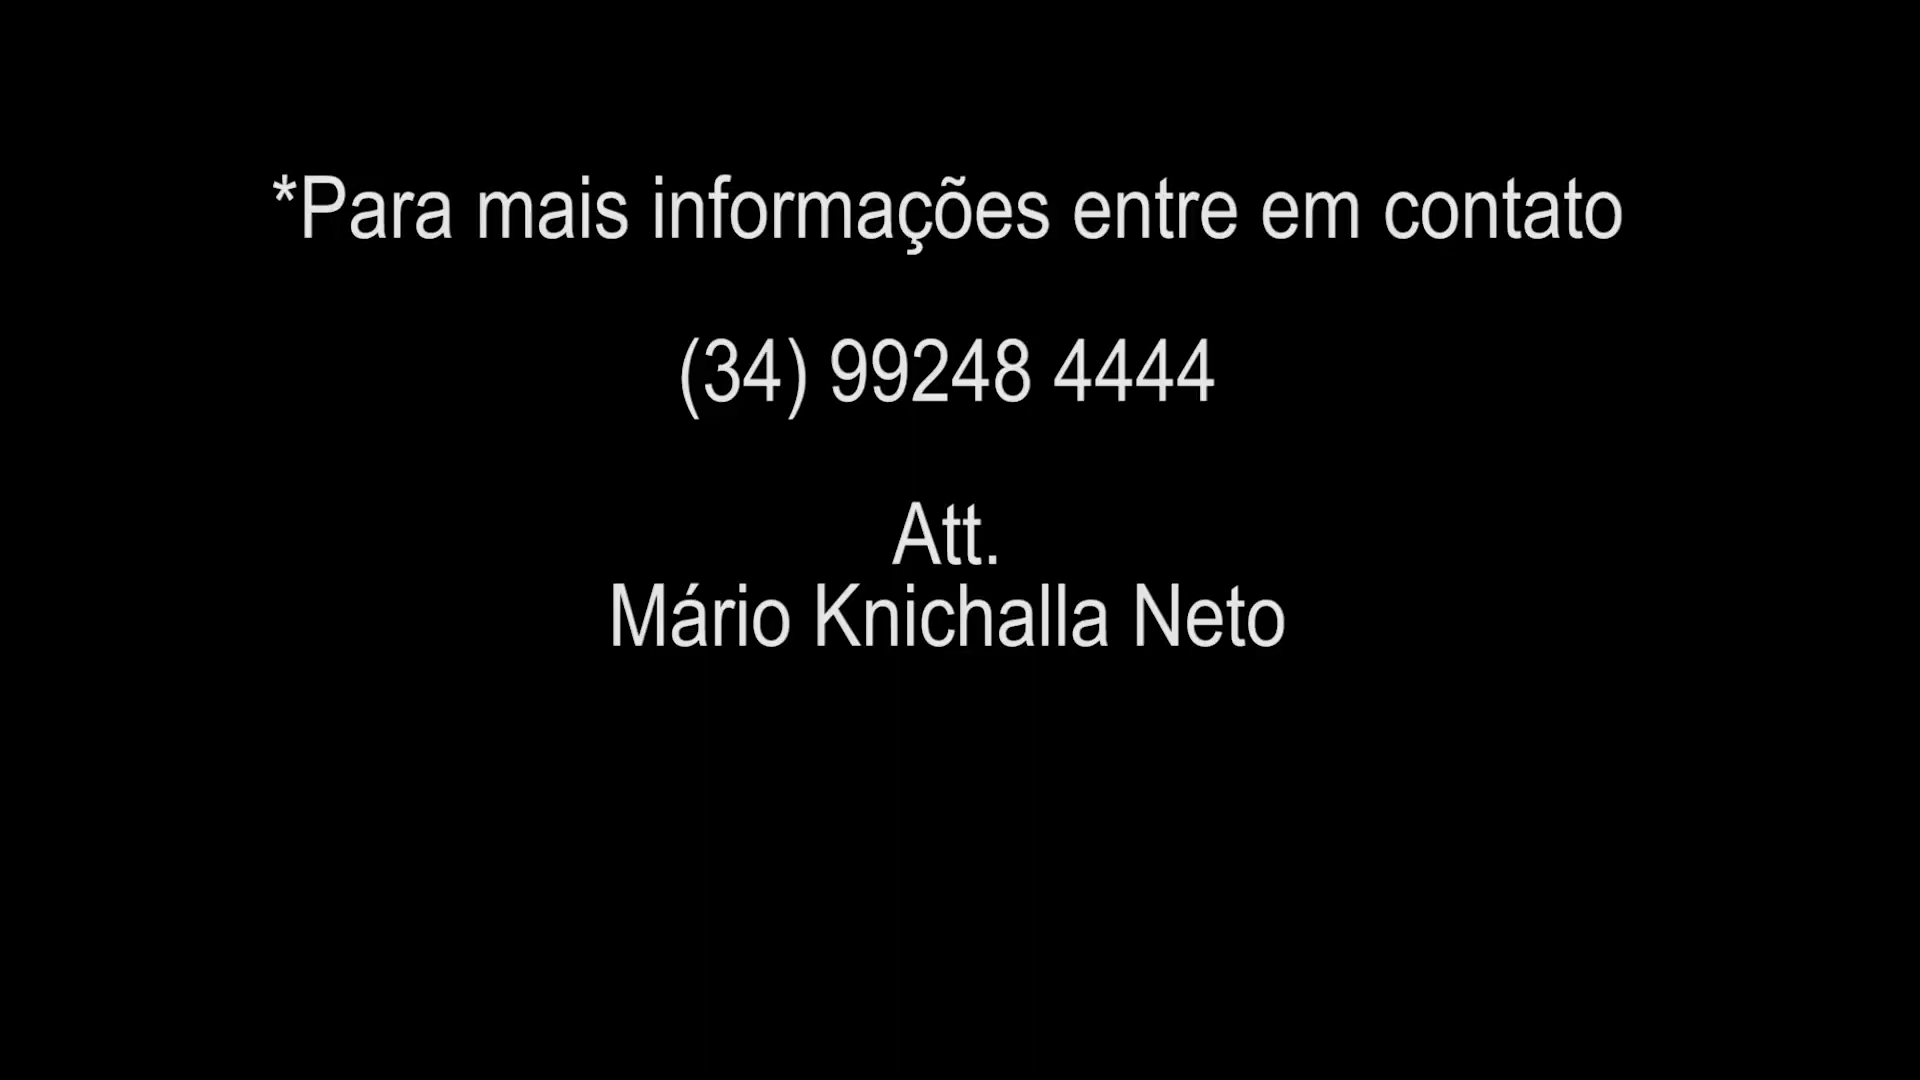 *Para mais informações entre em contato
(34) 99248 4444
Att.
Mário Knichalla Neto